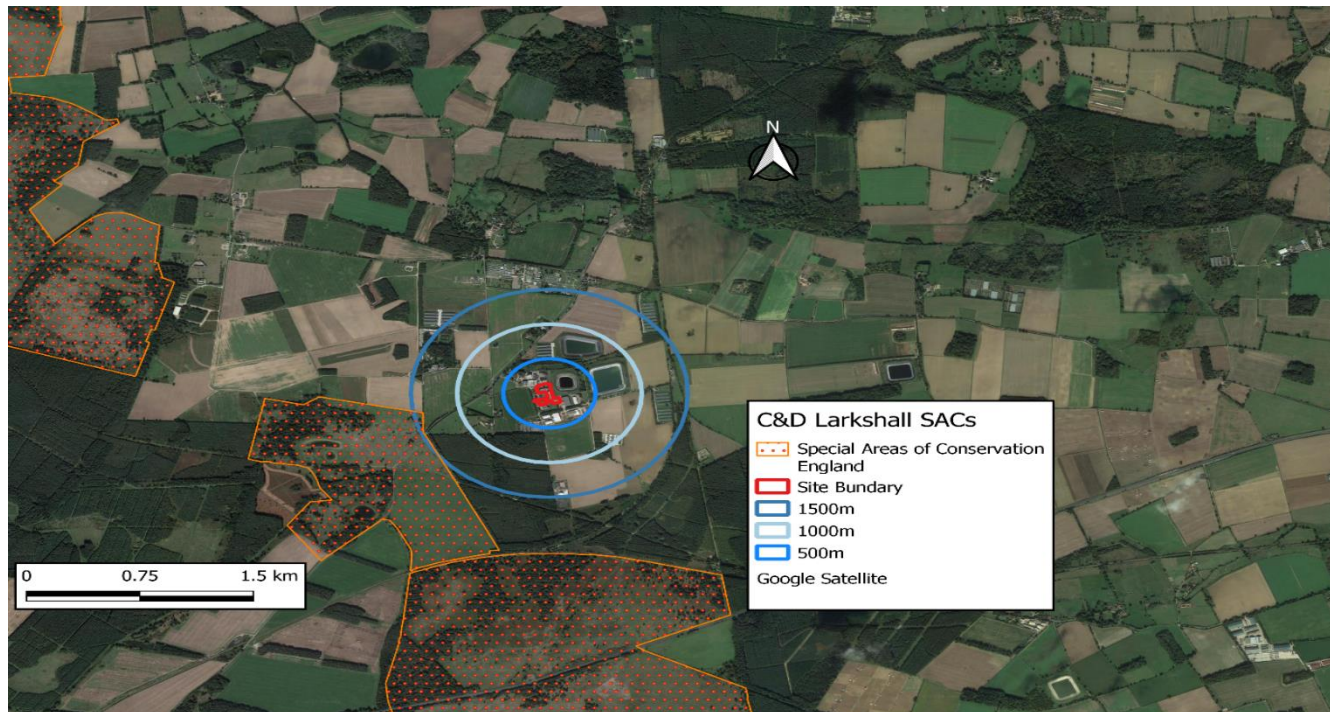 N
C&D Larkshall SACs
Special Areas of Conservation
England
Site Bundary
1500m
1000m
500m
Google Satellite
0 0.75 1.5 km